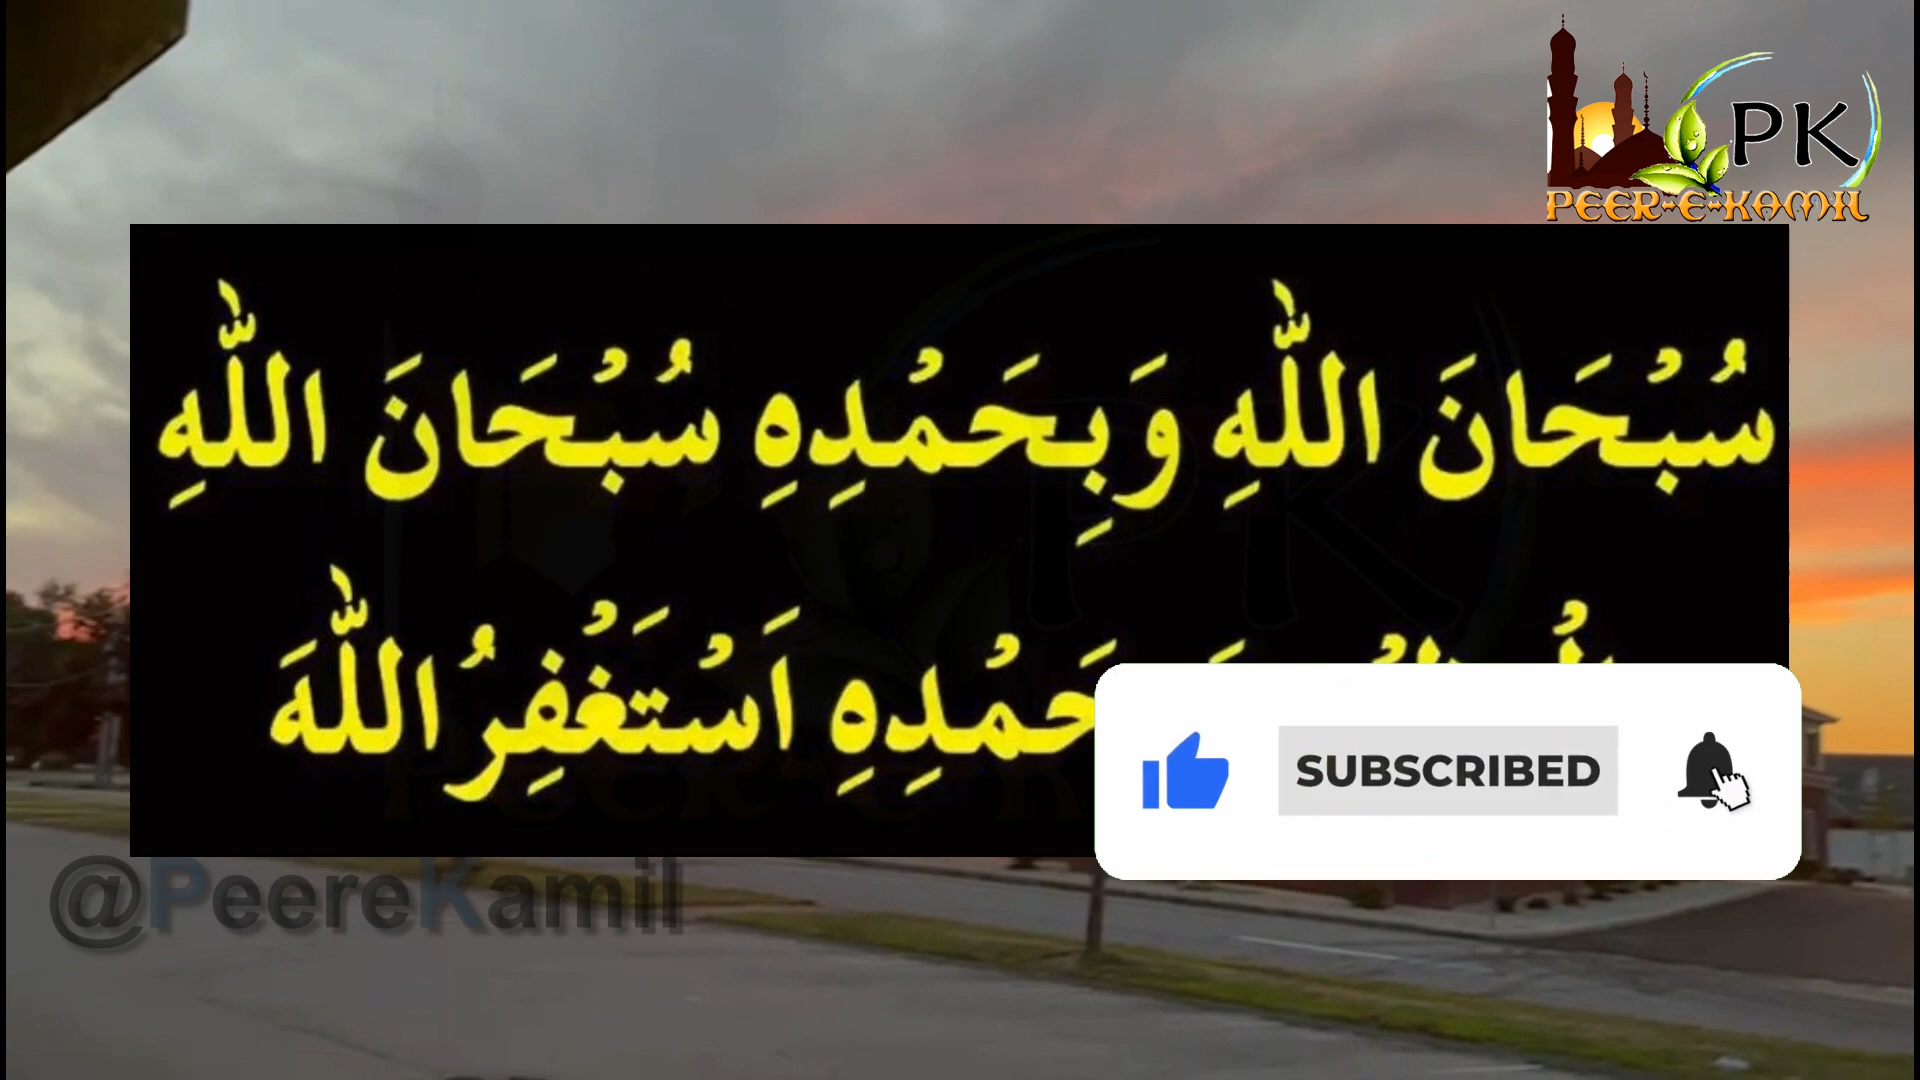 PK
PEER-E-KAMIL
سُبْحَانَ اللّٰهِ وَبِحَمْدِهِ سُبْحَانَ اللّٰهِ
حَمْدِهِ اَسْتَغْفِرُ اللّٰهَ
SUBSCRIBED
@PeereKamil